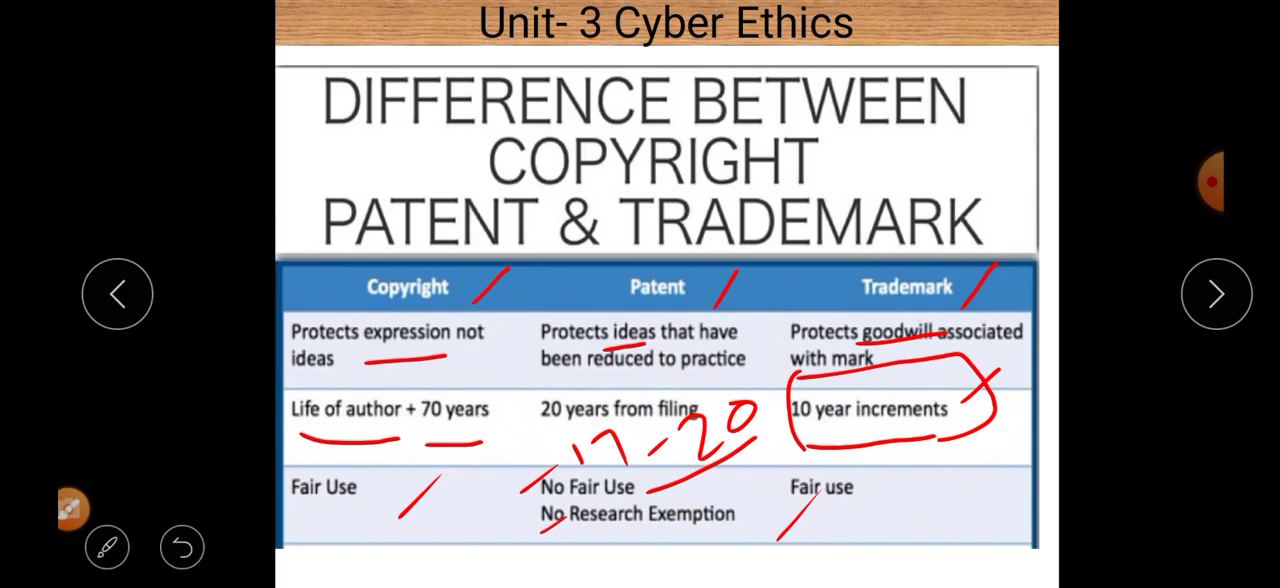 Unit- 3 Cyber Ethics
DIFFERENCE BETWEEN
COPYRIGHT
PATENT & TRADEMARK
Copyright
Patent
Trademark
Protects expression not
ideas
Protects ideas that have
been reduced to practice
Protects goodwill associated
with mark
Life of author + 70 years
20 years from filing
10 year increments
17-20
Fair Use
No Fair Use
No Research Exemption
Fair use